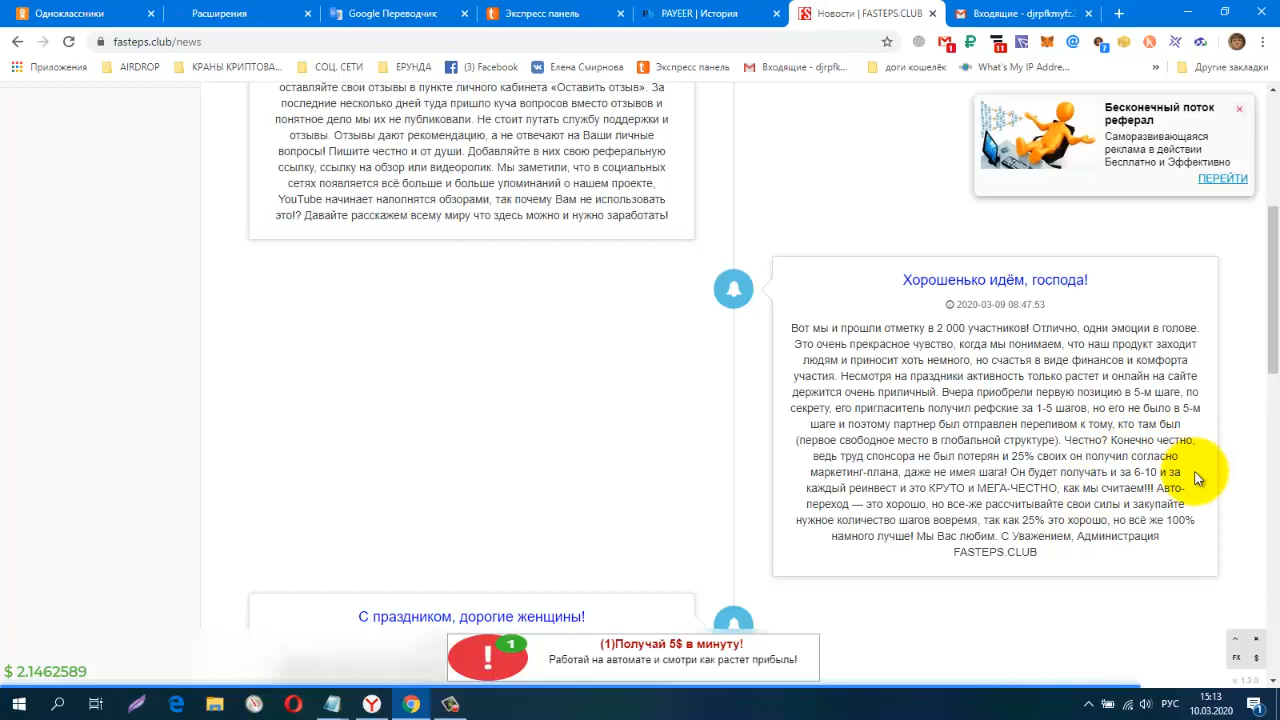 Одноклассники
Расширения
Google Переводчик
Экспресс панель
PAYEER | История
Новости | FASTEPS.CLUB
Входящие - djrpfkmyfz2
fasteps.club/news
1
11
7
Приложения
AIRDROP
КРАНЫ КРИПТОВА...
СОЦ. СЕТИ
ЕРУНДА
(3) Facebook
Елена Смирнова
Экспресс панель
Входящие - djrpfk...
доги кошелёк
What's My IP Addre...
»
Другие закладки
оставляйте свои отзывы в пункте личного кабинета «Оставить отзыв». За
последние несколько дней туда пришло куча вопросов вместо отзывов и
понятное дело мы их не публиковали. Не стоит путать службу поддержки и
отзывы. Отзывы дают рекомендацию, а не отвечают на Ваши личные
вопросы! Пишите честно и от души. Добавляйте в них свою реферальную
ссылку, ссылку на обзор или видеоролик. Мы заметили, что в социальных
сетях появляется всё больше и больше упоминаний о нашем проекте,
YouTube начинает наполнятся обзорами, так почему Вам не использовать
это!? Давайте расскажем всему миру что здесь можно и нужно заработать!
Бесконечный поток
реферал
Саморазвивающаяся
реклама в действии
Бесплатно и Эффективно
ПЕРЕЙТИ
Хорошенько идём, господа!
2020-03-09 08:47:53
Вот мы и прошли отметку в 2 000 участников! Отлично, одни эмоции в голове.
Это очень прекрасное чувство, когда мы понимаем, что наш продукт заходит
людям и приносит хоть немного, но счастья в виде финансов и комфорта
участия. Несмотря на праздники активность только растет и онлайн на сайте
держится очень приличный. Вчера приобрели первую позицию в 5-м шаге, по
секрету, его пригласитель получил рефские за 1-5 шагов, но его не было в 5-м
шаге и поэтому партнер был отправлен переливом к тому, кто там был
(первое свободное место в глобальной структуре). Честно? Конечно честно,
ведь труд спонсора не был потерян и 25% своих он получил согласно
маркетинг-плана, даже не имея шага! Он будет получать и за 6-10 и за
каждый реинвест и это КРУТО и МЕГА-ЧЕСТНО, как мы считаем!!! Авто-
переход — это хорошо, но все-же рассчитывайте свои силы и закупайте
нужное количество шагов вовремя, так как 25% это хорошо, но всё же 100%
намного лучше! Мы Вас любим. С Уважением, Администрация
FASTEPS.CLUB
С праздником, дорогие женщины!
1
!
(1)Получай 5$ в минуту!
Работай на автомате и смотри как растет прибыль!
FX $
v: 1.3.0
$ 2.1462589
РУС
15:13
10.03.2020
1